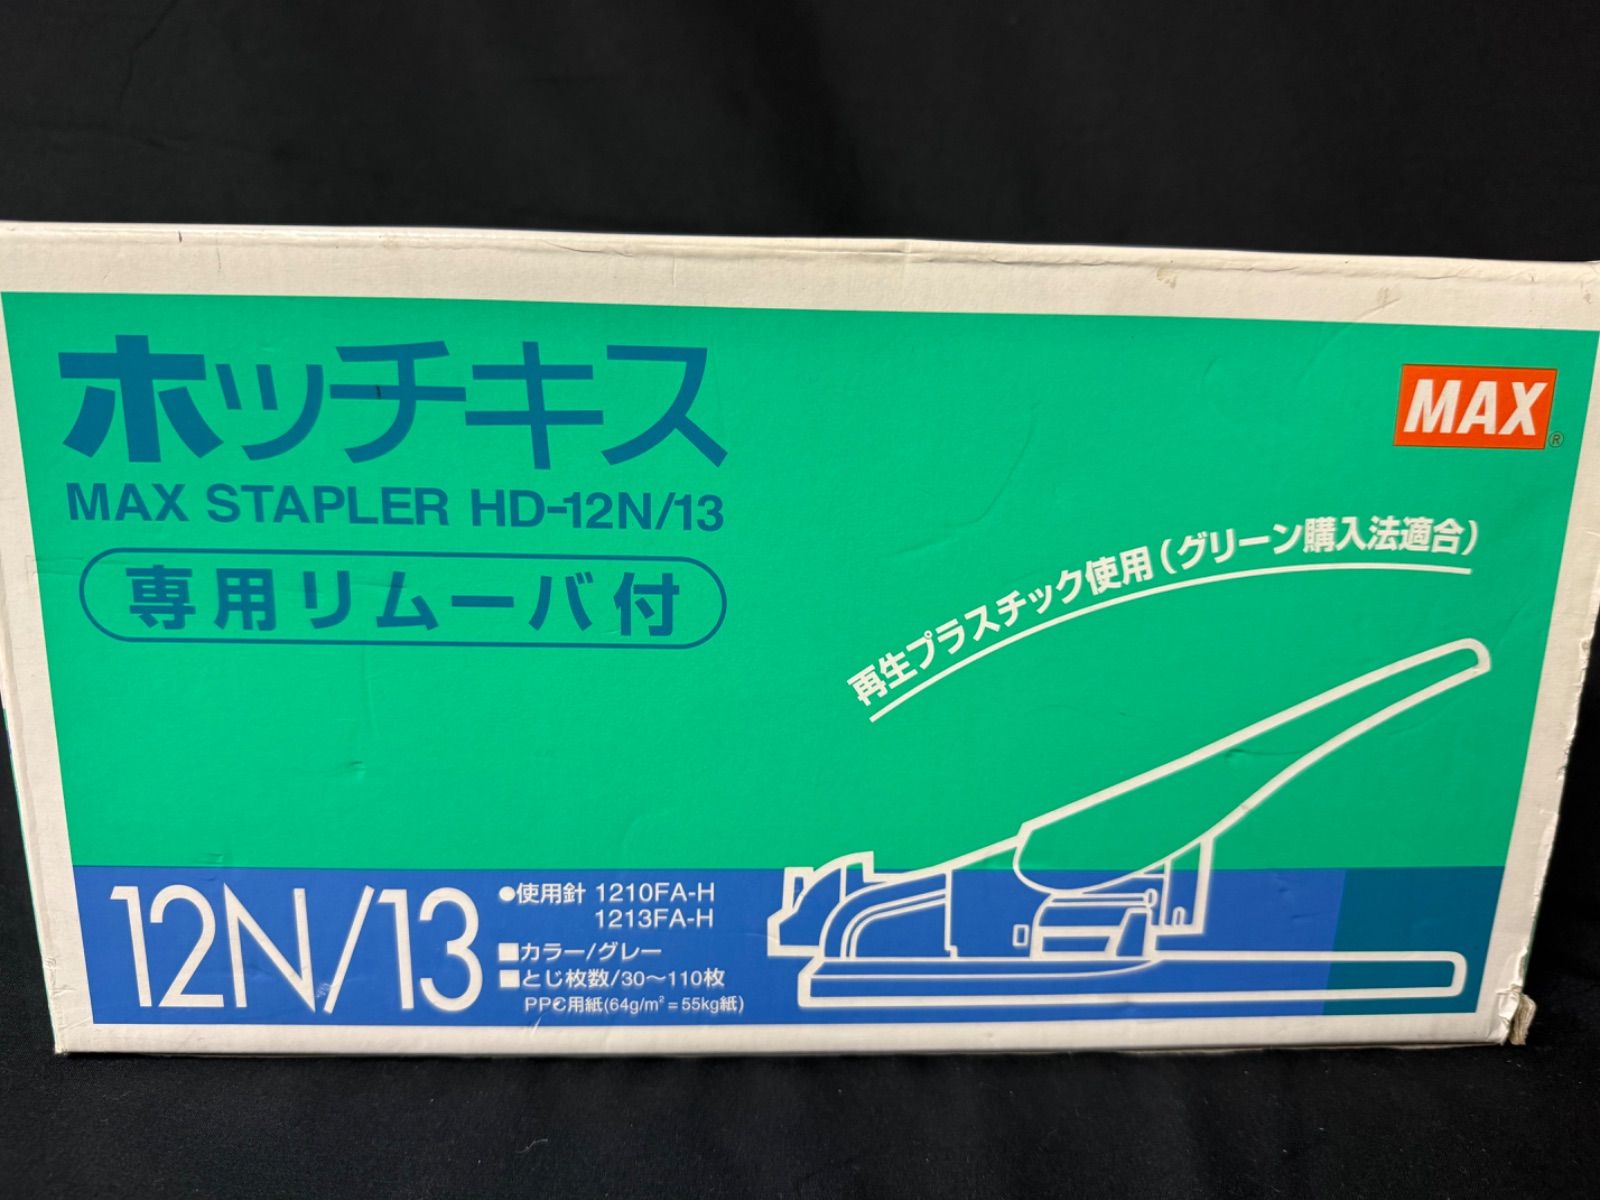 ホッチキス
MAX STAPLER HD-12N/13
専用リムーバ付
MAX®
再生プラスチック使用(グリーン購入法適合)
12N/13
●使用針 1210FA-H
1213FA-H
■カラー/グレー
■とじ枚数/30〜110枚
PPC用紙(64g/m²=55kg紙)